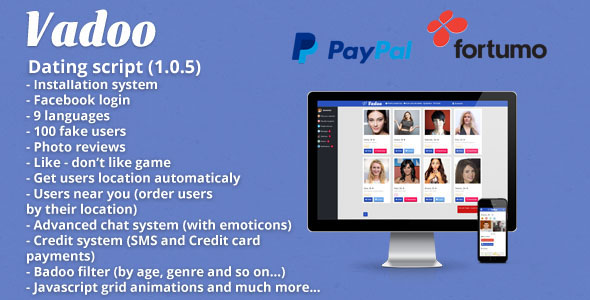 Vadoo
Dating script (1.0.5)
- Installation system
- Facebook login
- 9 languages
- 100 fake users
- Photo reviews
- Like - don't like game
- Get users location automaticaly
- Users near you (order users
by their location)
- Advanced chat system (with emoticons)
- Credit system (SMS and Credit card
payments)
- Badoo filter (by age, genre and so on...)
- Javascript grid animations and much more...
PayPal
fortumo
Vadoo